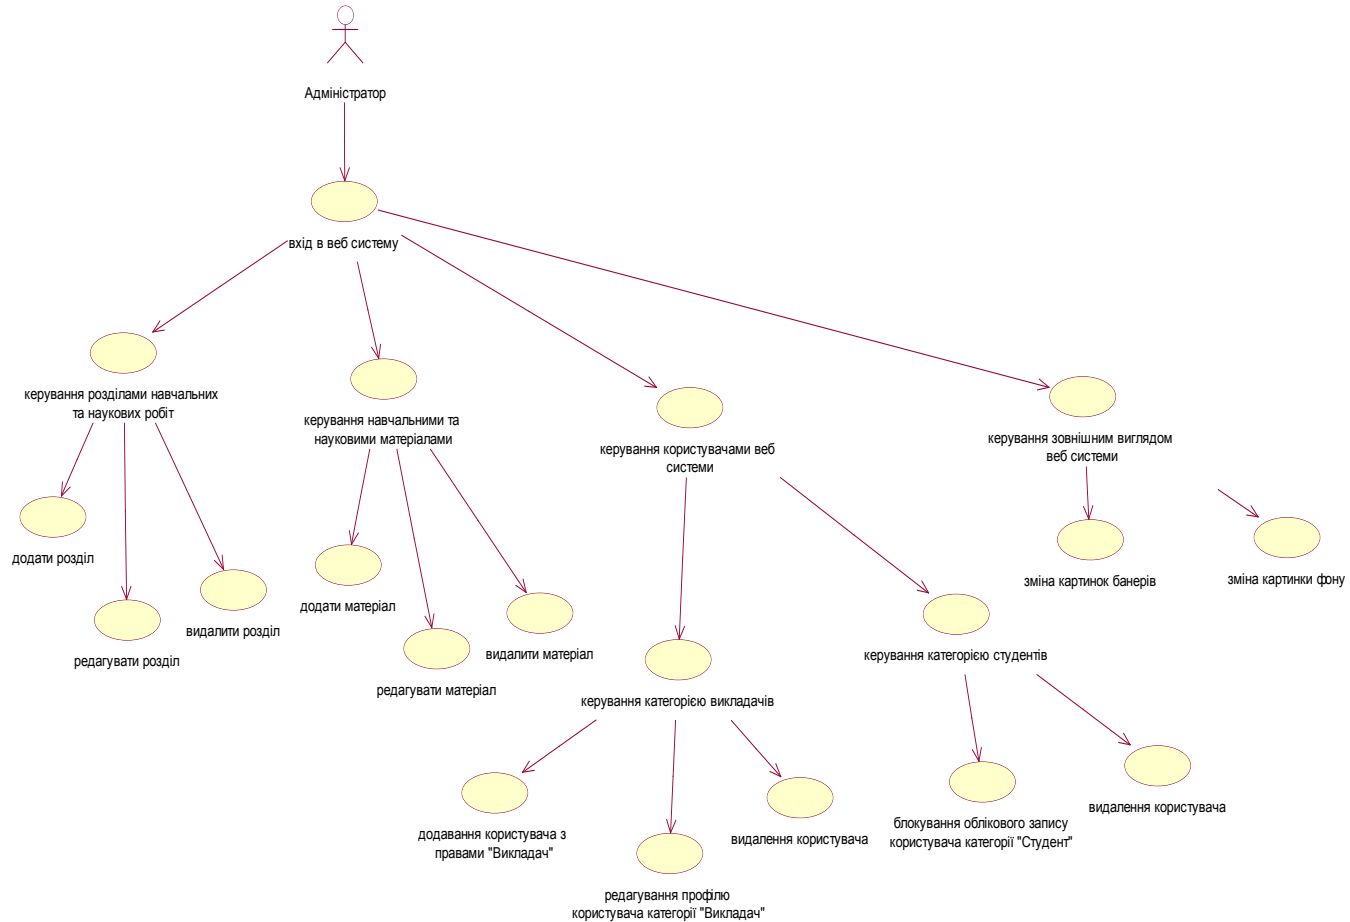 Адміністратор
вхід в веб систему
керування розділами навчальних
та наукових робіт
керування навчальними та
науковими матеріалами
керування користувачами веб
системи
керування зовнішним виглядом
веб системи
додати розділ
редагувати розділ
видалити розділ
додати матеріал
редагувати матеріал
видалити матеріал
зміна картинок банерів
зміна картинки фону
керування категорією викладачів
керування категорією студентів
додавання користувача з
правами "Викладач"
редагування профілю
користувача категорії "Викладач"
видалення користувача
блокування облікового запису
користувача категорії "Студент"
видалення користувача